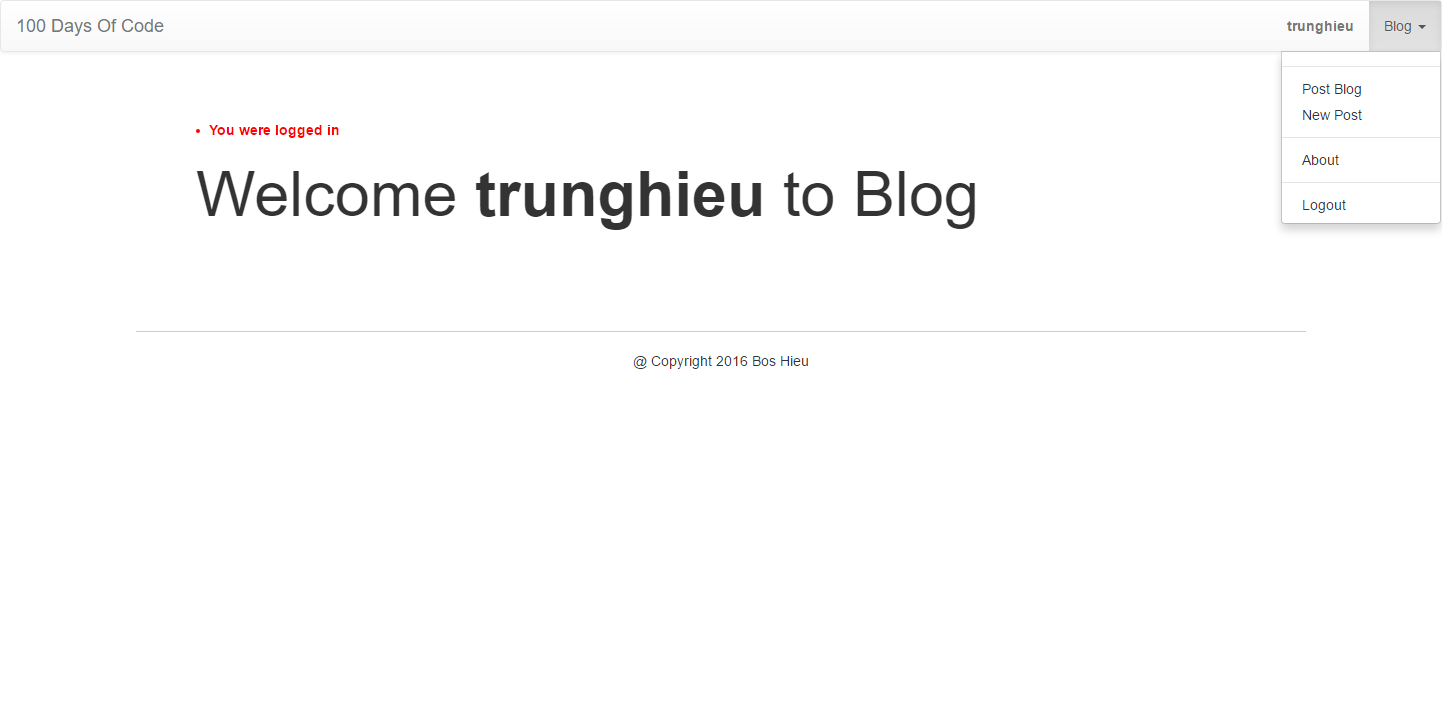 100 Days Of Code
trunghieu
Blog
Post Blog
New Post
About
Logout
You were logged in
Welcome trunghieu to Blog
@ Copyright 2016 Bos Hieu